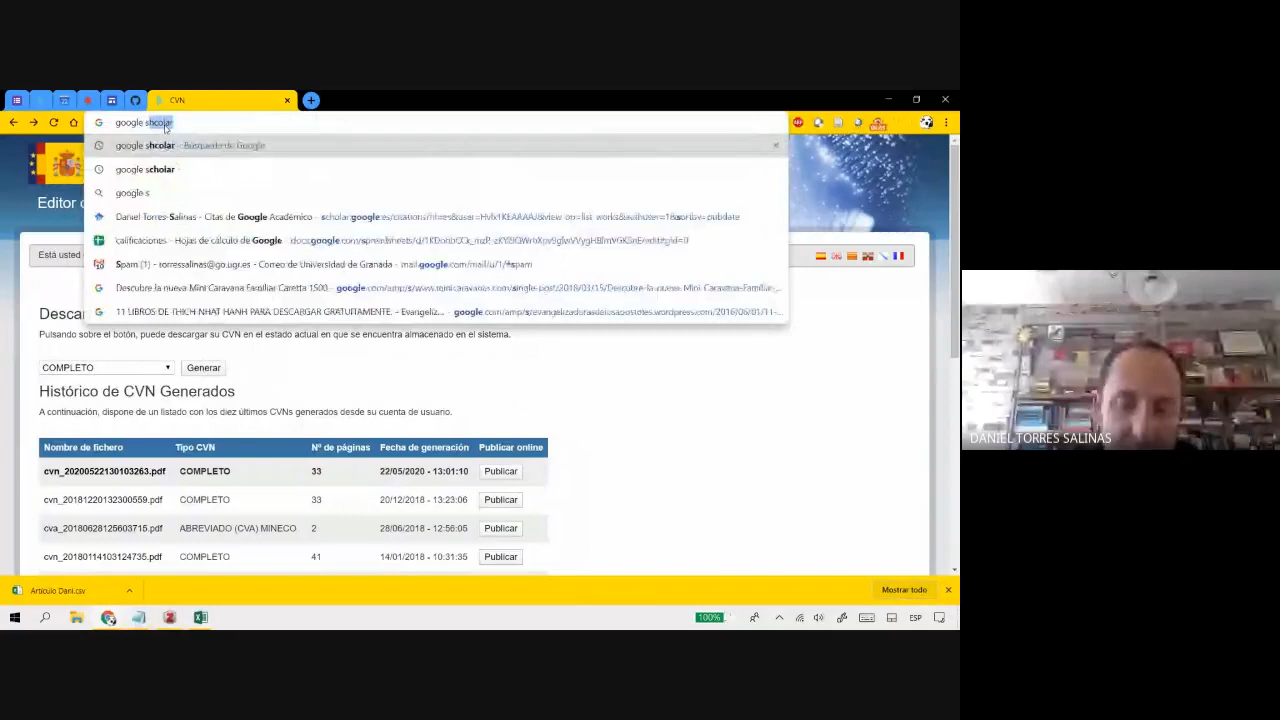 CVN
google shcolar
google shcolar - Búsqueda de Google
google scholar
google s
Daniel Torres-Salinas - Citas de Google Académico
calificaciones - Hojas de cálculo de Google
Spam (1) - torressalinas@go.ugr.es - Correo de Universidad de Granada - mail.google.com/mail/u/1/#spam
Descubre la nueva Mini Caravana Familiar Caretta 1500
11 LIBROS DE THICH NHAT HANH PARA DESCARGAR GRATUITAMENTE. - Evangeliz...
Editor
Está usted
Desca
Pulsando sobre el botón, puede descargar su CVN en el estado actual en que se encuentra almacenado en el sistema.
COMPLETO Generar
Histórico de CVN Generados
A continuación, dispone de un listado con los diez últimos CVNs generados desde su cuenta de usuario.
Nombre de fichero Tipo CVN Nº de páginas Fecha de generación Publicar online
cvn_20200522130103263.pdf COMPLETO 33 22/05/2020 - 13:01:10 Publicar
cvn_20181220132300559.pdf COMPLETO 33 20/12/2018 - 13:23:06 Publicar
cva_20180628125603715.pdf ABREVIADO (CVA) MINECO 2 28/06/2018 - 12:56:05 Publicar
cvn_20180114103124735.pdf COMPLETO 41 14/01/2018 - 10:31:35 Publicar
DANIEL TORRES SALINAS
Articulo Dani.csv
Mostrar todo
100%
ESP